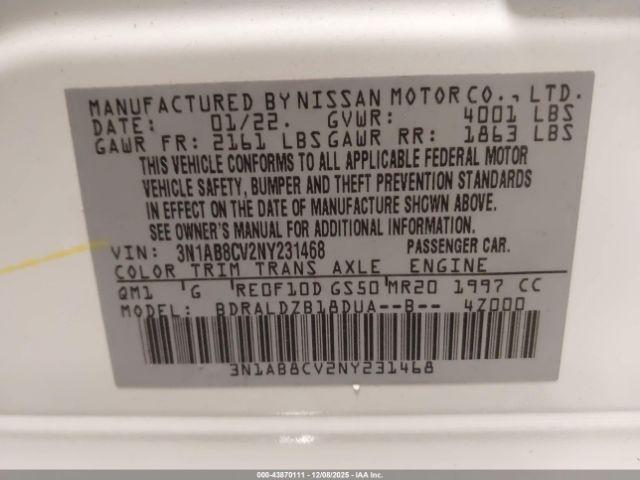 MANUFACTURED BY NISSAN MOTOR CO., LTD.
DATE: 01/22. GVWR: 4001 LBS
GAWR FR: 2161 LBS GAWR RR: 1863 LBS
THIS VEHICLE CONFORMS TO ALL APPLICABLE FEDERAL MOTOR
VEHICLE SAFETY, BUMPER AND THEFT PREVENTION STANDARDS
IN EFFECT ON THE DATE OF MANUFACTURE SHOWN ABOVE.
SEE OWNER'S MANUAL FOR ADDITIONAL INFORMATION.
VIN: 3N1AB8CV2NY231468 PASSENGER CAR.
COLOR TRIM TRANS AXLE ENGINE
QM1 G RE0F10D GS50 MR20 1997 CC
MODEL: BDRALDZB18DUA--B-- 4Z000
3N1AB8CV2NY231468
000-43870111 - 12/08/2025 - IAA Inc.